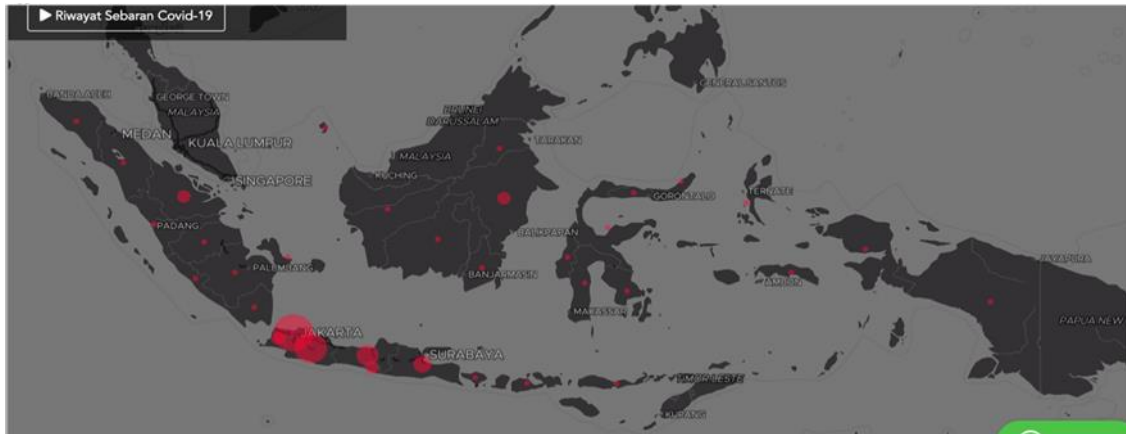 ▶ Riwayat Sebaran Covid-19
GENERAL SANTOS
BANDA ACEH
GEORGE TOWN
MALAYSIA
BRUNEI
DARUSSALAM
MEDAN
KUALA LUMPUR
TARAKAN
MALAYSIA
KUCHING
SINGAPORE
GORONTALO
TERNATE
PADANG
BALIKPAPAN
PALEMBANG
BANJARMASIN
JAYAPURA
AMBON
MAKASSAR
PAPUA NEW
JAKARTA
SURABAYA
TIMOR-LESTE
KUPANG